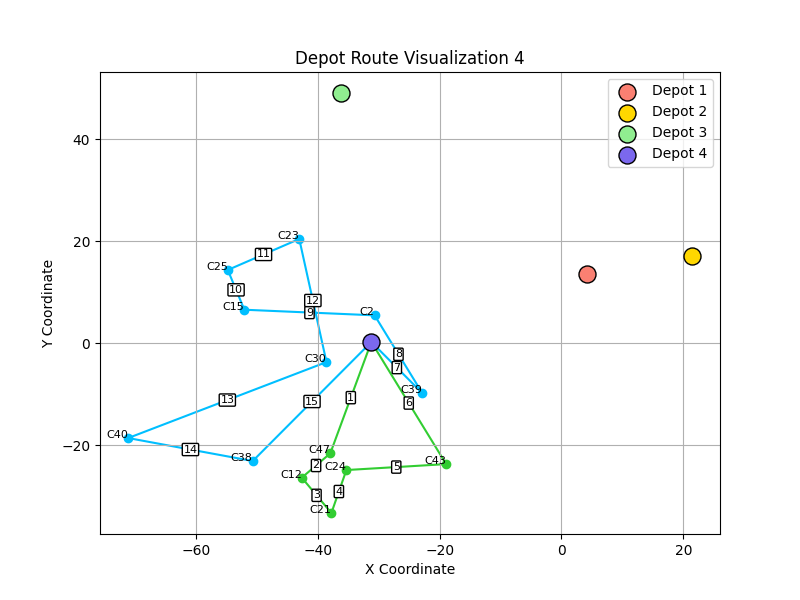 Depot Route Visualization 4
Depot 1
Depot 2
Depot 3
Depot 4
Y Coordinate
40
20
0
−20
C23
11
C25
10
C15
12
9
C2
8
7
C30
C39
6
13
15
1
C40
14
C38
C47
2
C24
C12
5
C43
3
4
C21
−60
−40
−20
0
20
X Coordinate